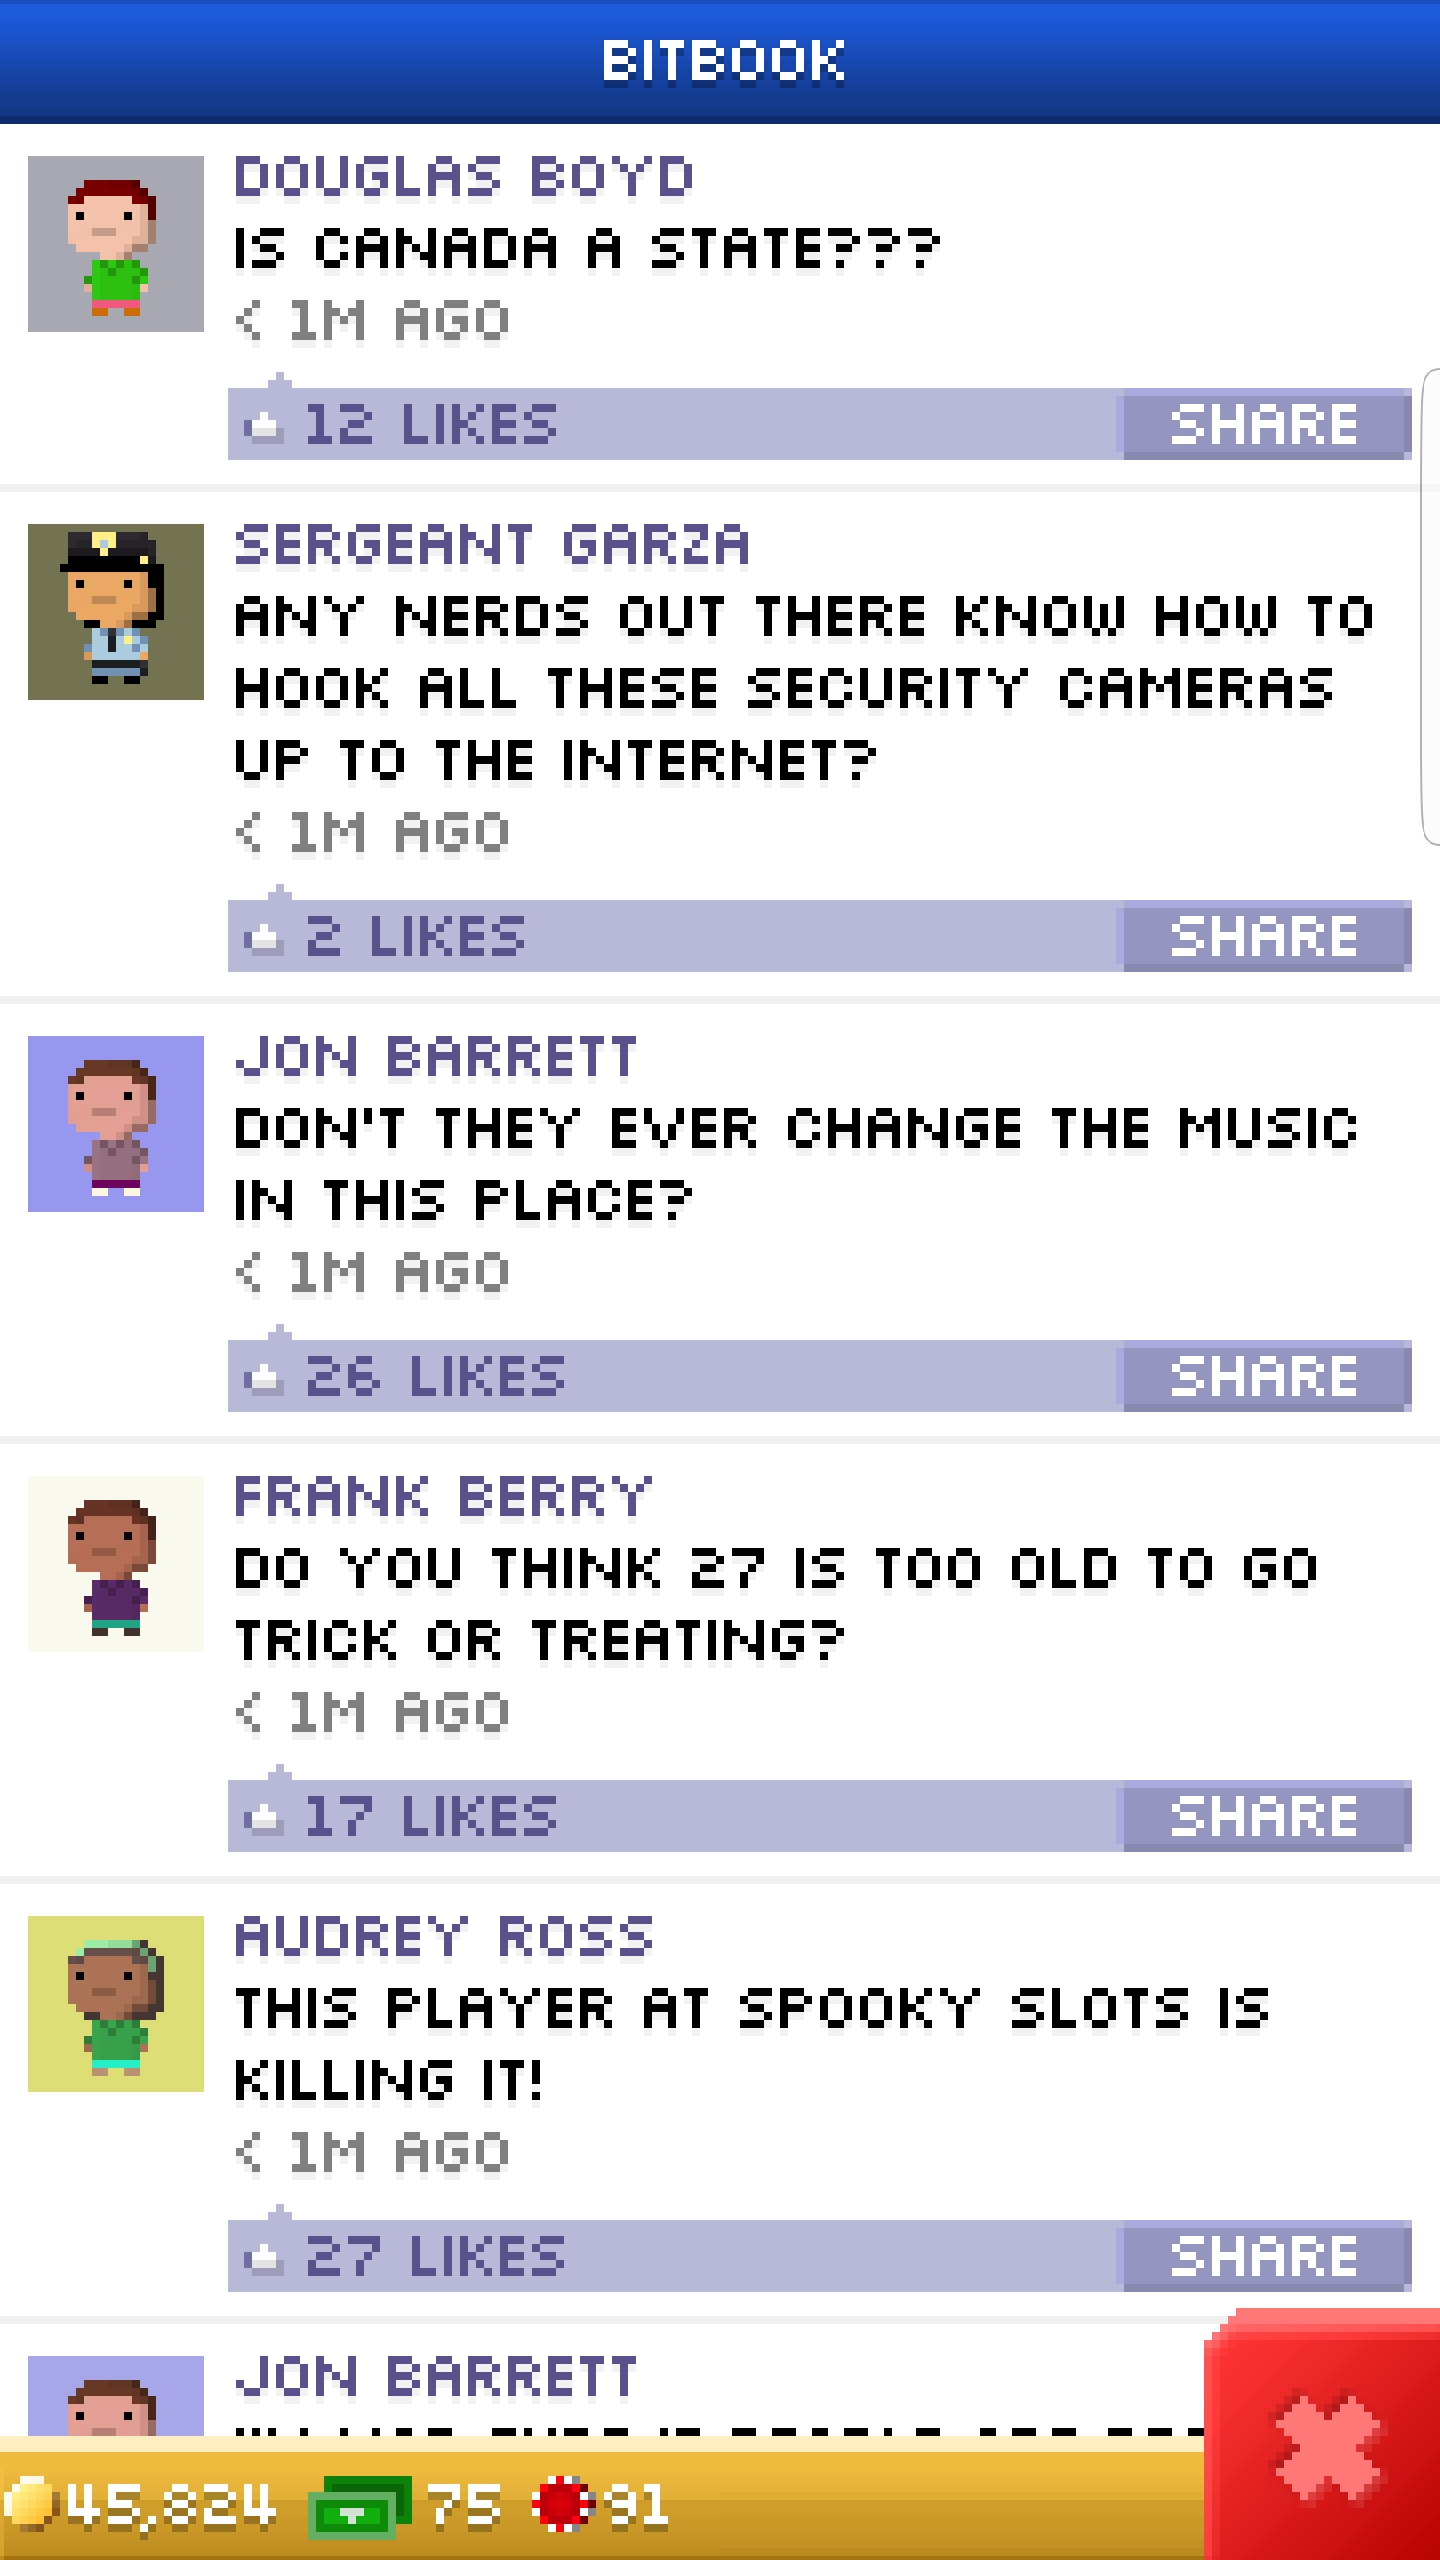 BITBOOK
DOUGLAS BOYD
IS CANADA A STATE???
< 1M AGO
12 LIKES
SHARE
SERGEANT GARZA
ANY NERDS OUT THERE KNOW HOW TO
HOOK ALL THESE SECURITY CAMERAS
UP TO THE INTERNET?
< 1M AGO
2 LIKES
SHARE
JON BARRETT
DON'T THEY EVER CHANGE THE MUSIC
IN THIS PLACE?
< 1M AGO
26 LIKES
SHARE
FRANK BERRY
DO YOU THINK 27 IS TOO OLD TO GO
TRICK OR TREATING?
< 1M AGO
17 LIKES
SHARE
AUDREY ROSS
THIS PLAYER AT SPOOKY SLOTS IS
KILLING IT!
< 1M AGO
27 LIKES
SHARE
JON BARRETT
45,824 75 91